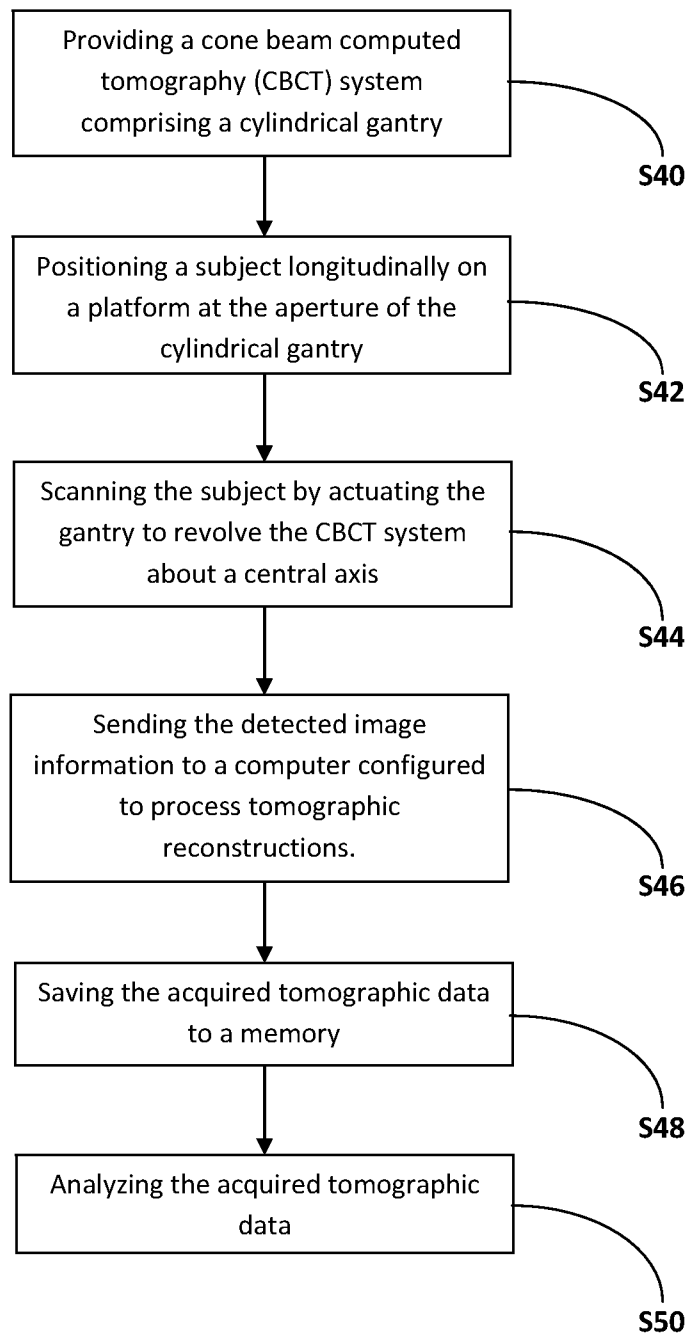 Providing a cone beam computed
tomography (CBCT) system
comprising a cylindrical gantry
S40
Positioning a subject longitudinally on
a platform at the aperture of the
cylindrical gantry
S42
Scanning the subject by actuating the
gantry to revolve the CBCT system
about a central axis
S44
Sending the detected image
information to a computer configured
to process tomographic
reconstructions.
S46
Saving the acquired tomographic data
to a memory
S48
Analyzing the acquired tomographic
data
S50